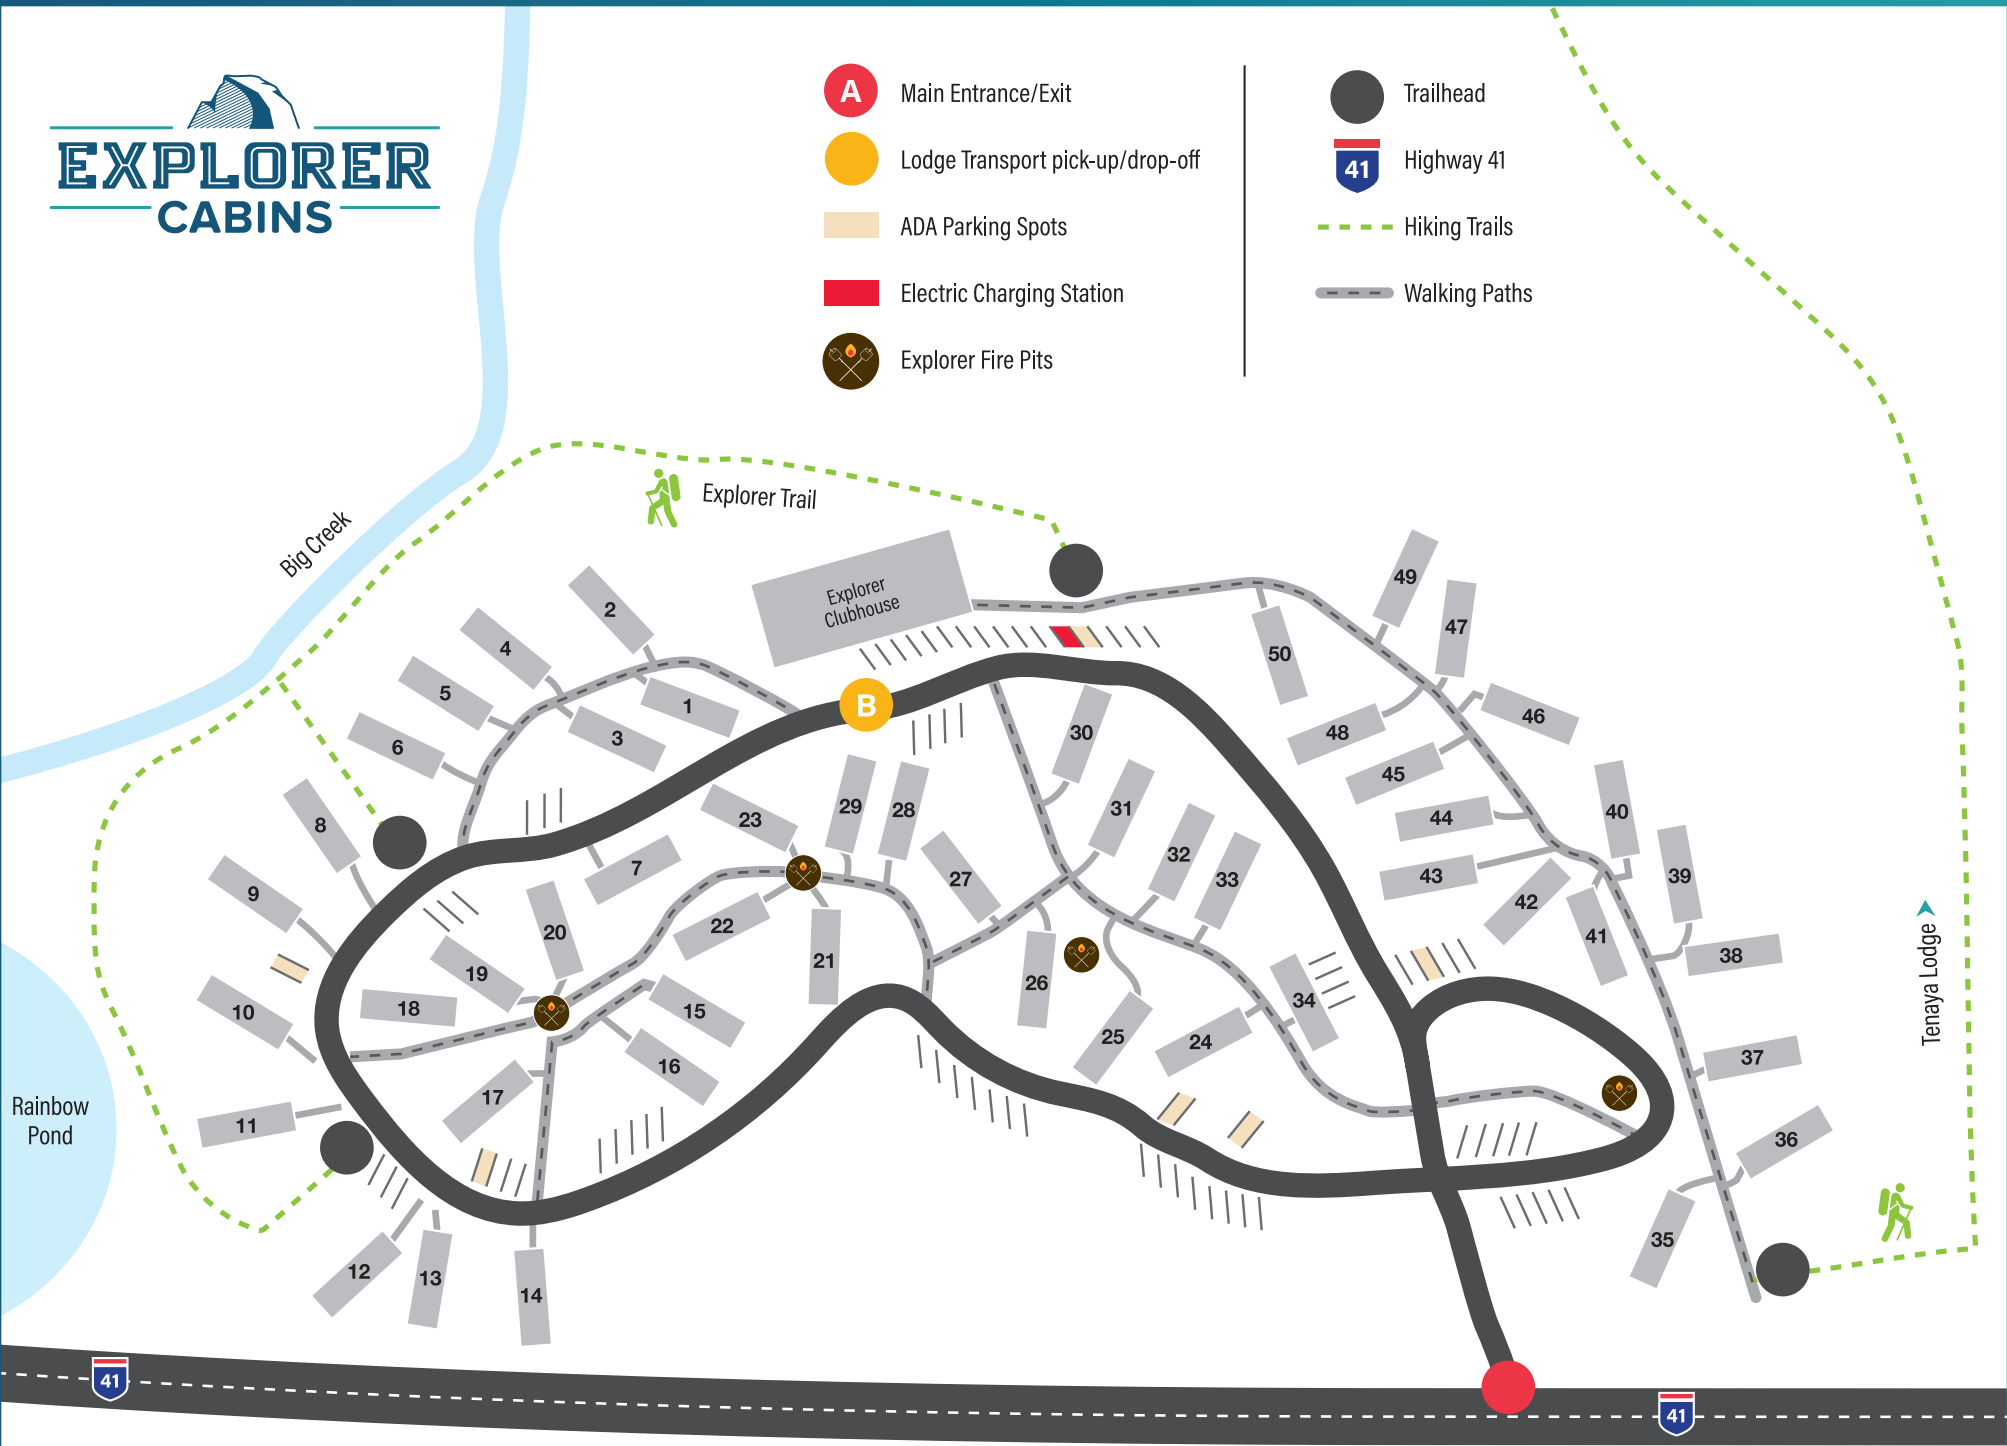 EXPLORER
CABINS
A Main Entrance/Exit
Lodge Transport pick-up/drop-off
ADA Parking Spots
Electric Charging Station
Explorer Fire Pits
Trailhead
41 Highway 41
Hiking Trails
Walking Paths
Explorer Trail
Big Creek
Explorer
Clubhouse
B
49
2
47
4
50
5
1
46
3
30
48
6
45
29
31
28
40
44
23
8
32
7
43
39
27
33
9
42
22
20
41
21
38
19
26
34
18
15
10
Tenaya Lodge
25
24
37
16
17
Rainbow
Pond
11
36
35
12
13
14
41
41